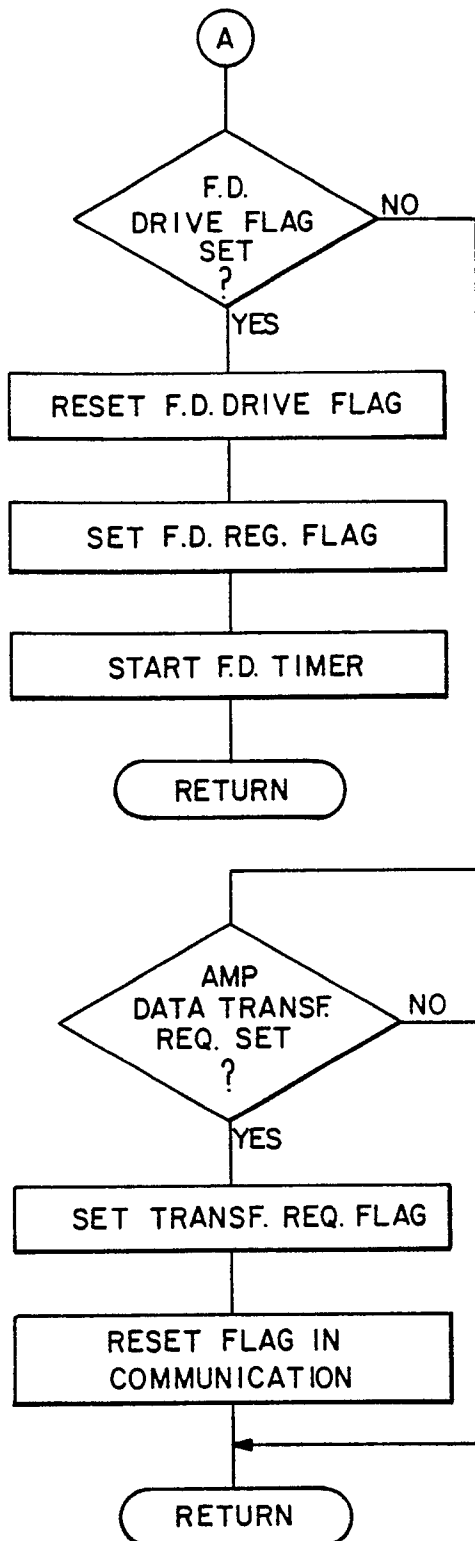 A
F.D.
DRIVE FLAG
SET
?
NO
YES
RESET F.D. DRIVE FLAG
SET F.D. REG. FLAG
START F.D. TIMER
RETURN
AMP
DATA TRANSF.
REQ. SET
?
NO
YES
SET TRANSF. REQ. FLAG
RESET FLAG IN
COMMUNICATION
RETURN